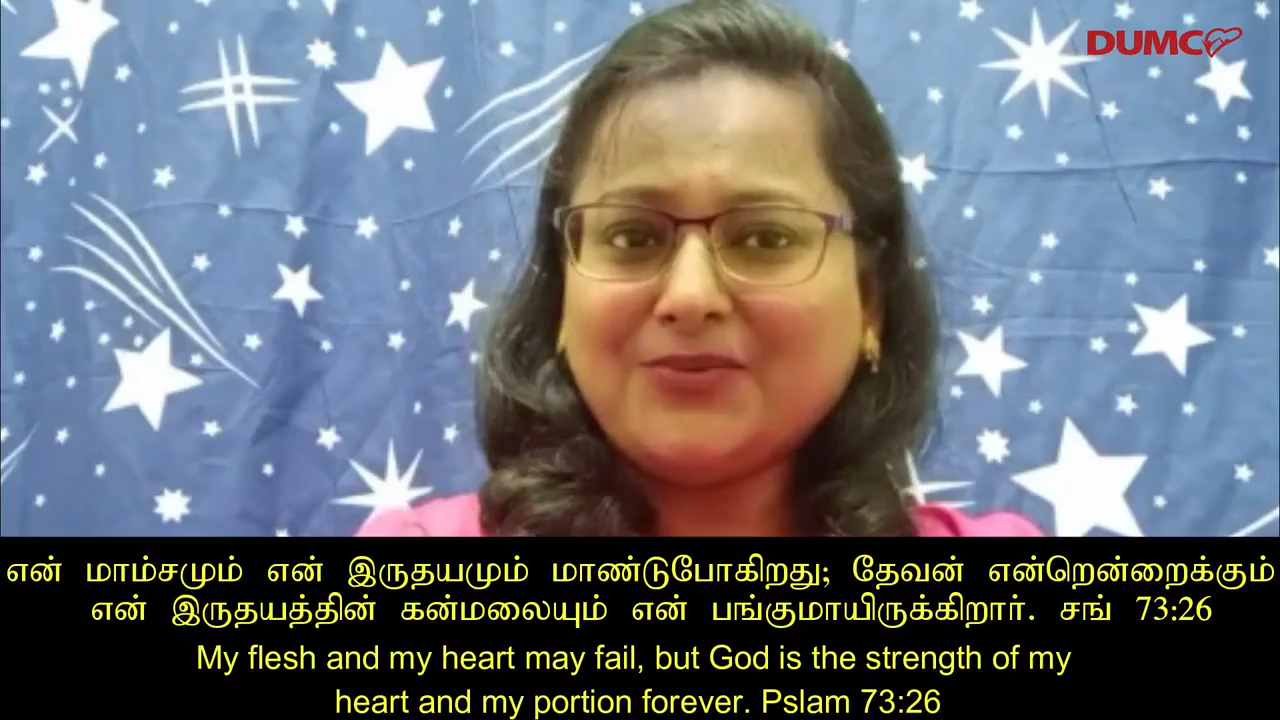 DUMC
என் மாம்சமும் என் இருதயமும் மாண்டுபோகிறது; தேவன் என்றென்றைக்கும்
என் இருதயத்தின் கன்மலையும் என் பங்குமாயிருக்கிறார். சங் 73:26
My flesh and my heart may fail, but God is the strength of my
heart and my portion forever. Pslam 73:26